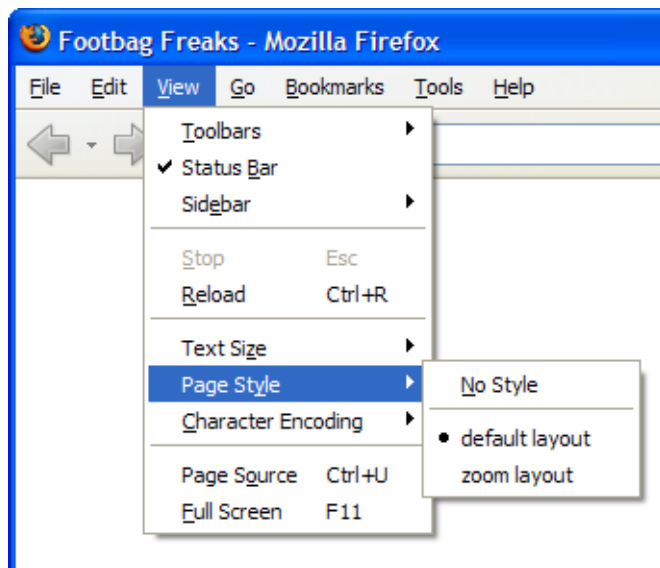 Footbag Freaks - Mozilla Firefox
File Edit View Go Bookmarks Tools Help
Toolbars
Status Bar
Sidebar
Stop Esc
Reload Ctrl+R
Text Size
Page Style
No Style
Character Encoding
default layout
zoom layout
Page Source Ctrl+U
Full Screen F11